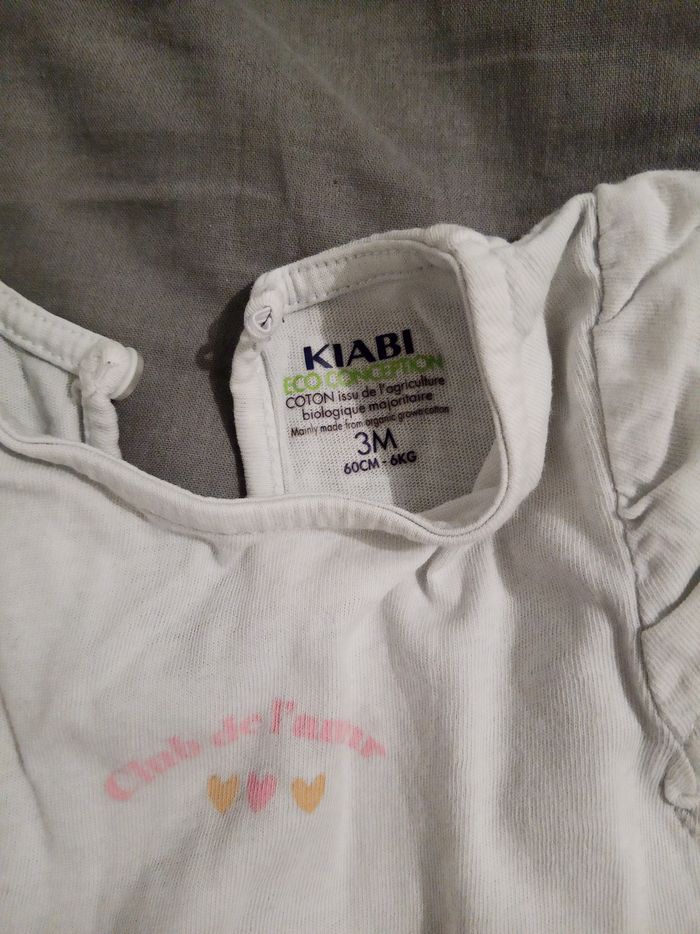 KIABI
ECO CONCEPTION
COTON issu de l'agriculture
biologique majoritaire
Mainly made from organic grown cotton
3M
60CM - 6KG
Club de l'amr